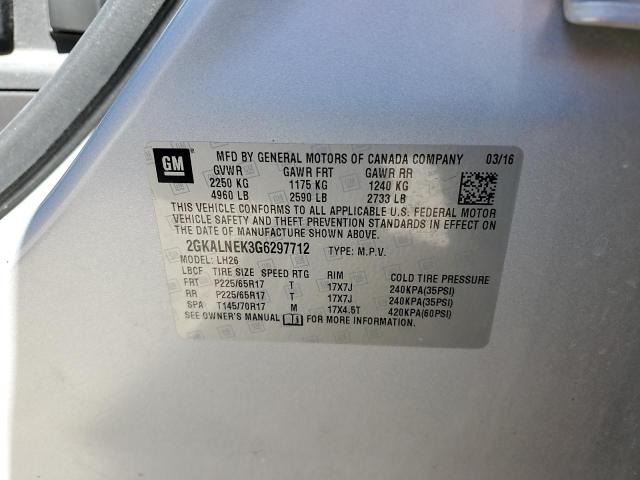 GM
MFD BY GENERAL MOTORS OF CANADA COMPANY 03/16
GVWR GAWR FRT GAWR RR
2250 KG 1175 KG 1240 KG
4960 LB 2590 LB 2733 LB
THIS VEHICLE CONFORMS TO ALL APPLICABLE U.S. FEDERAL MOTOR
VEHICLE SAFETY AND THEFT PREVENTION STANDARDS IN EFFECT ON
THE DATE OF MANUFACTURE SHOWN ABOVE.
2GKALNEK3G6297712 TYPE: M.P.V.
MODEL: LH26
LBCF TIRE SIZE SPEED RTG RIM COLD TIRE PRESSURE
FRT P225/65R17 T 17X7J 240KPA(35PSI)
RR P225/65R17 T 17X7J 240KPA(35PSI)
SPA T145/70R17 M 17X4.5T 420KPA(60PSI)
SEE OWNER'S MANUAL FOR MORE INFORMATION.